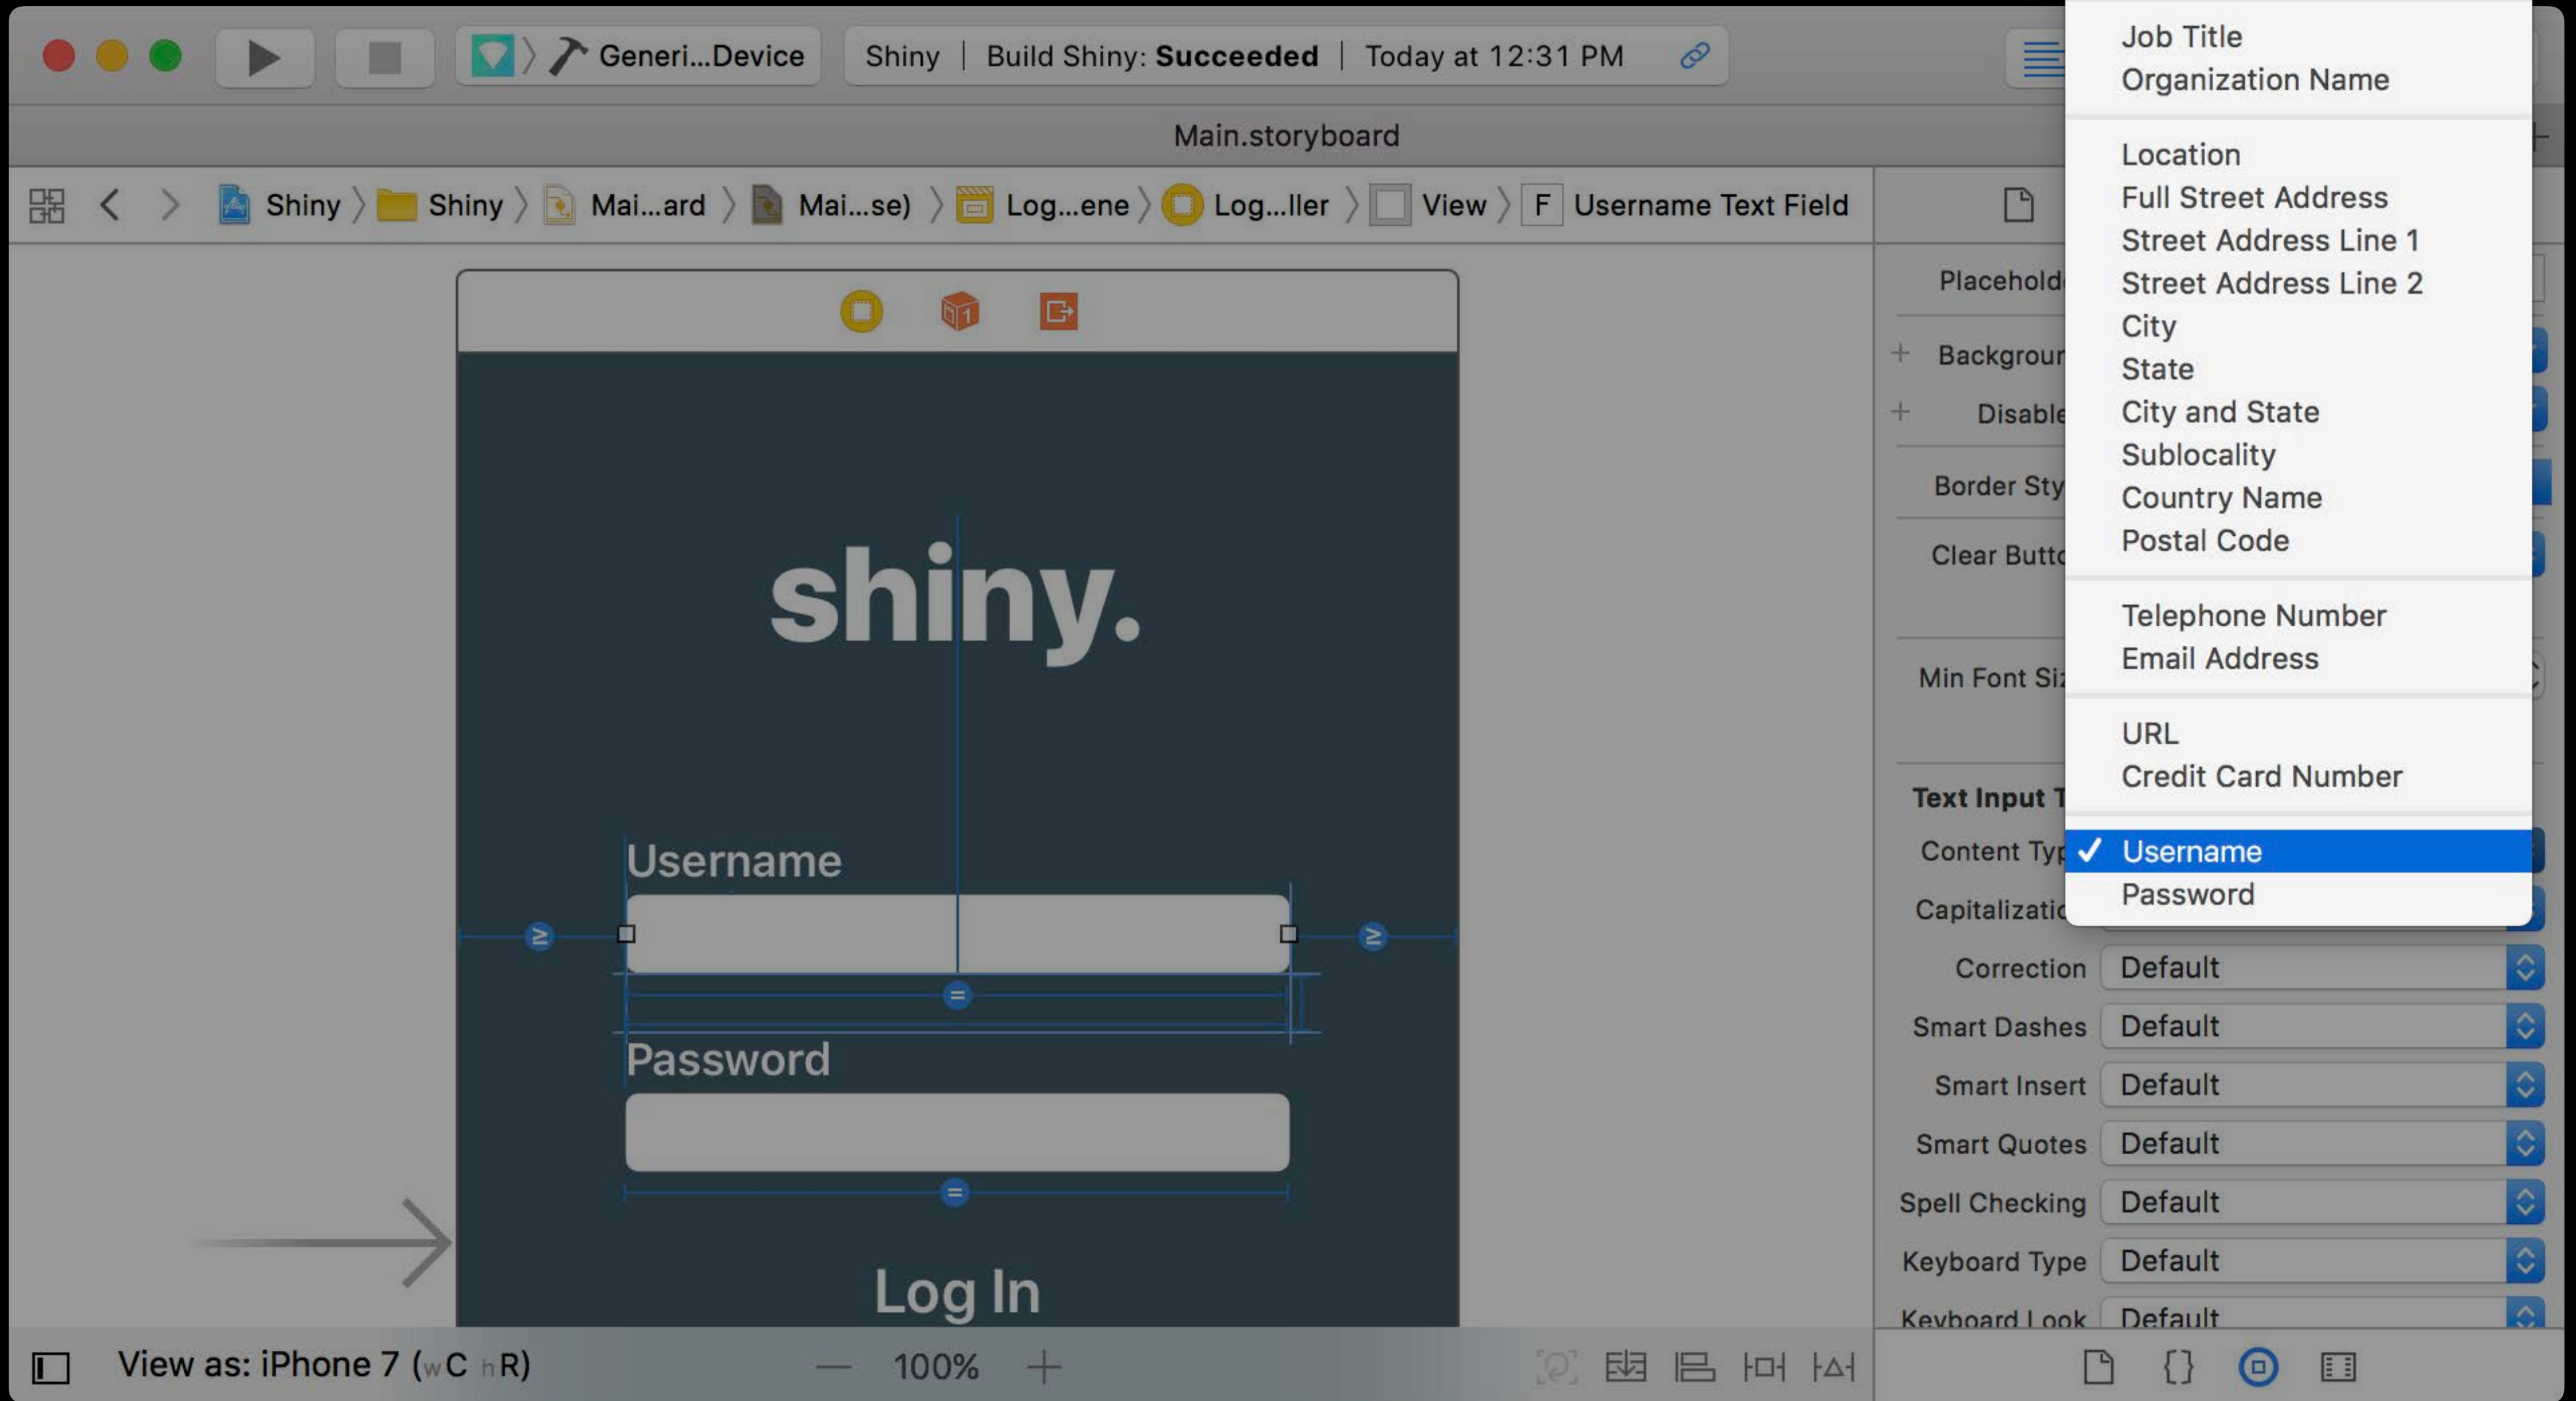 Generi...Device
Shiny | Build Shiny: Succeeded | Today at 12:31 PM
Main.storyboard
Shiny
Shiny
Mai...ard
Mai...se)
Log...ene
Log...ller
View
F
Username Text Field
shiny.
Username
Password
Log In
View as: iPhone 7 (wC hR)
100%
Placehold
Backgroun
Disable
Border Sty
Clear Butto
Min Font Siz
Text Input T
Content Typ
Capitalizatio
Correction Default
Smart Dashes Default
Smart Insert Default
Smart Quotes Default
Spell Checking Default
Keyboard Type Default
Keyboard Look Default
Job Title
Organization Name
Location
Full Street Address
Street Address Line 1
Street Address Line 2
City
State
City and State
Sublocality
Country Name
Postal Code
Telephone Number
Email Address
URL
Credit Card Number
✓ Username
Password